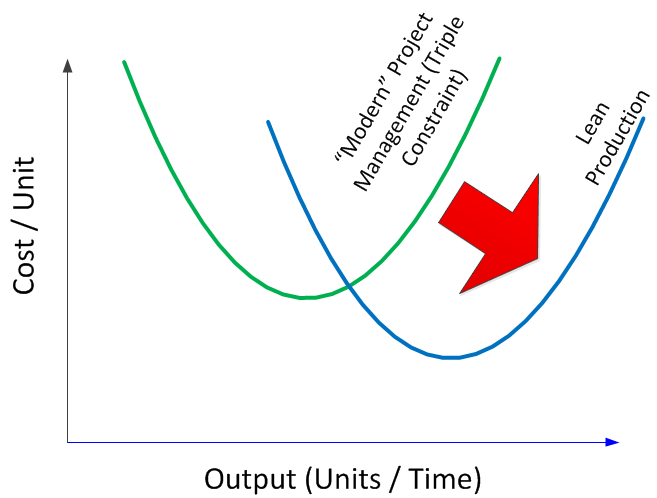 “Modern” Project
Management (Triple
Constraint)
Lean
Production
Cost / Unit
Output (Units / Time)